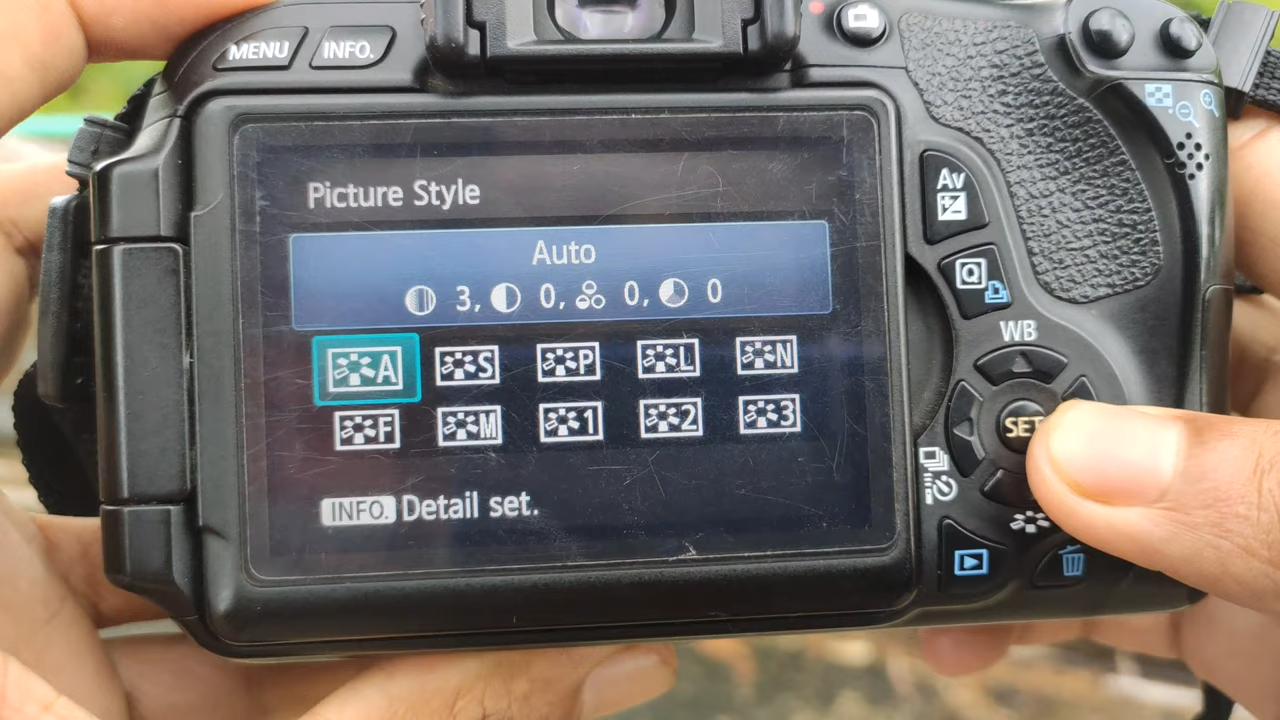 MENU INFO.
Picture Style
Auto
3, 0, 0, 0
A S P L N
F M 1 2 3
INFO. Detail set.
Av
Q
WB
SET